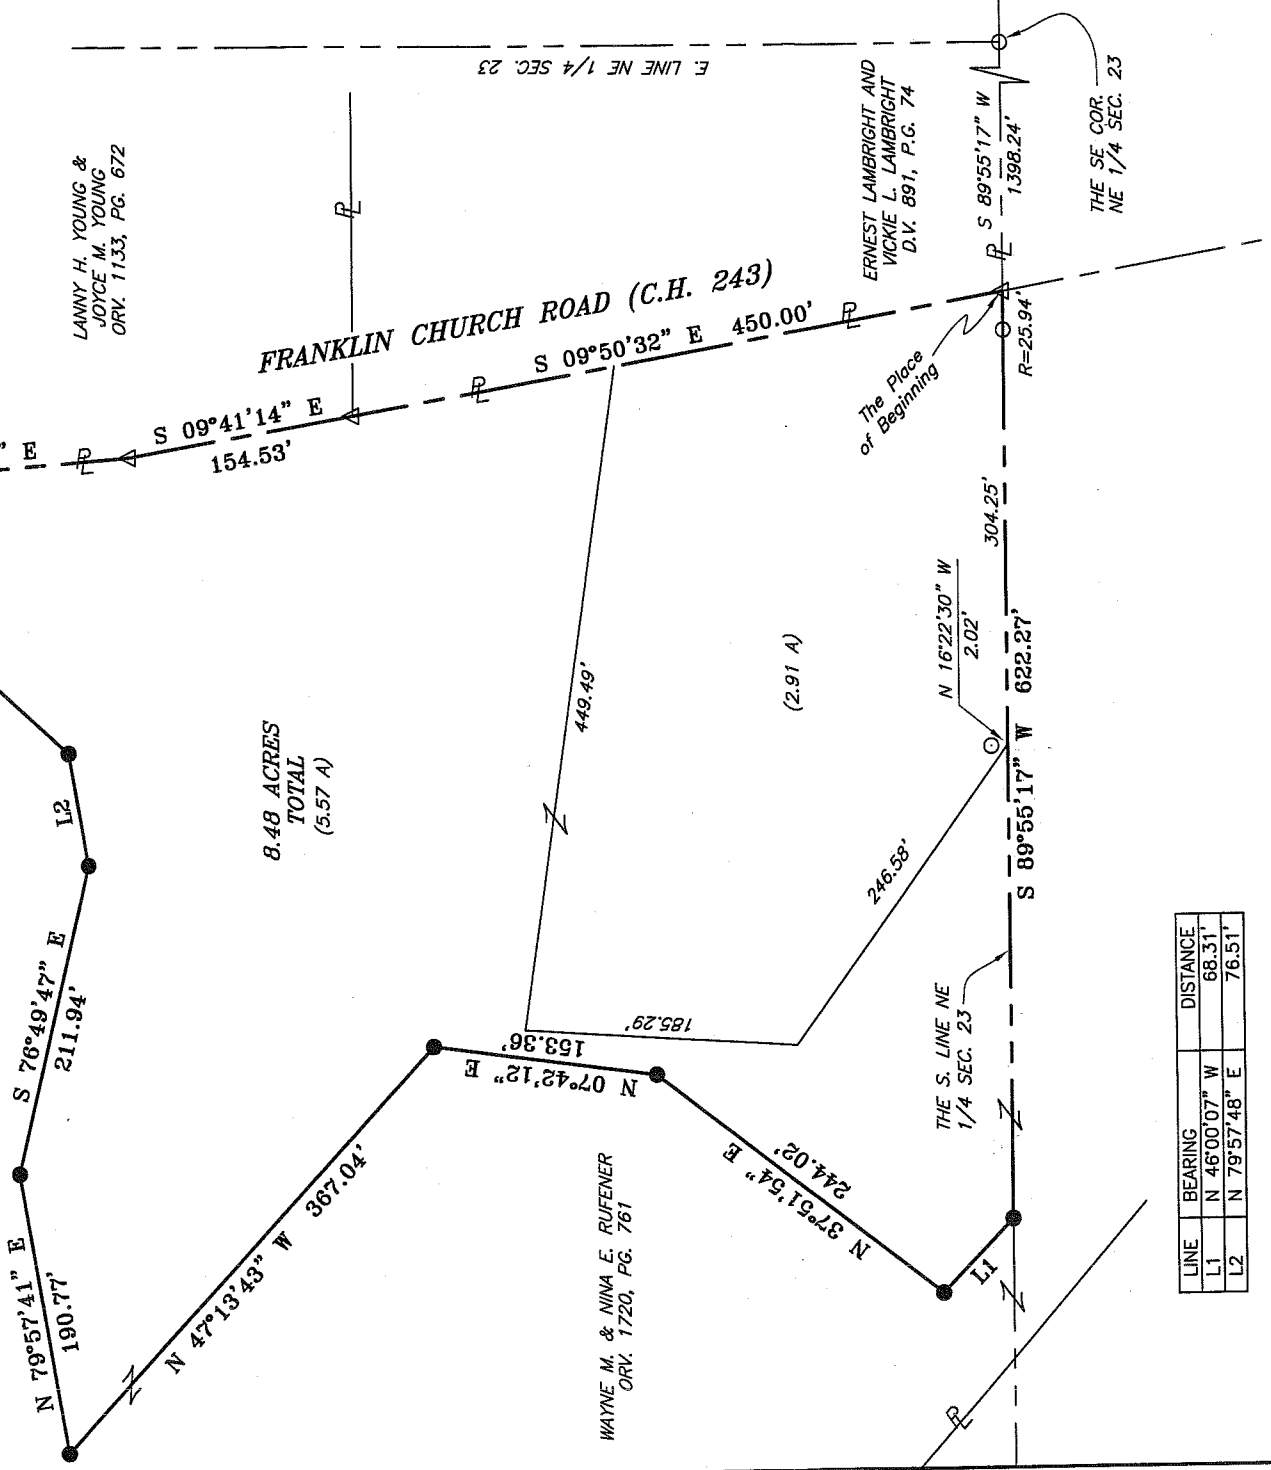 LANNY H. YOUNG &
JOYCE M. YOUNG
ORV. 1133, PG. 672
E. LINE NE 1/4 SEC. 23
ERNEST LAMBRIGHT AND
VICKIE L. LAMBRIGHT
D.V. 891, P.G. 74
S 89°55'17" W
1398.24'
THE SE COR.
NE 1/4 SEC. 23
" E
S 09°41'14" E
154.53'
FRANKLIN CHURCH ROAD (C.H. 243)
S 09°50'32" E 450.00'
The Place
of Beginning
R=25.94'
304.25'
N 16°22'30" W
2.02'
S 89°55'17" W 622.27'
449.49'
(2.91 A)
8.48 ACRES
TOTAL
(5.57 A)
L2
S 76°49'47" E
211.94'
N 79°57'41" E
190.77'
N 47°13'43" W 367.04'
N 07°42'12" E
153.36'
185.29'
246.58'
N 37°51'54" E
244.02'
L1
THE S. LINE NE
1/4 SEC. 23
WAYNE M. & NINA E. RUFENER
ORV. 1720, PG. 761
LINE BEARING DISTANCE
L1 N 46°00'07" W 68.31'
L2 N 79°57'48" E 76.51'
PL
PL
PL
PL
PL
PL